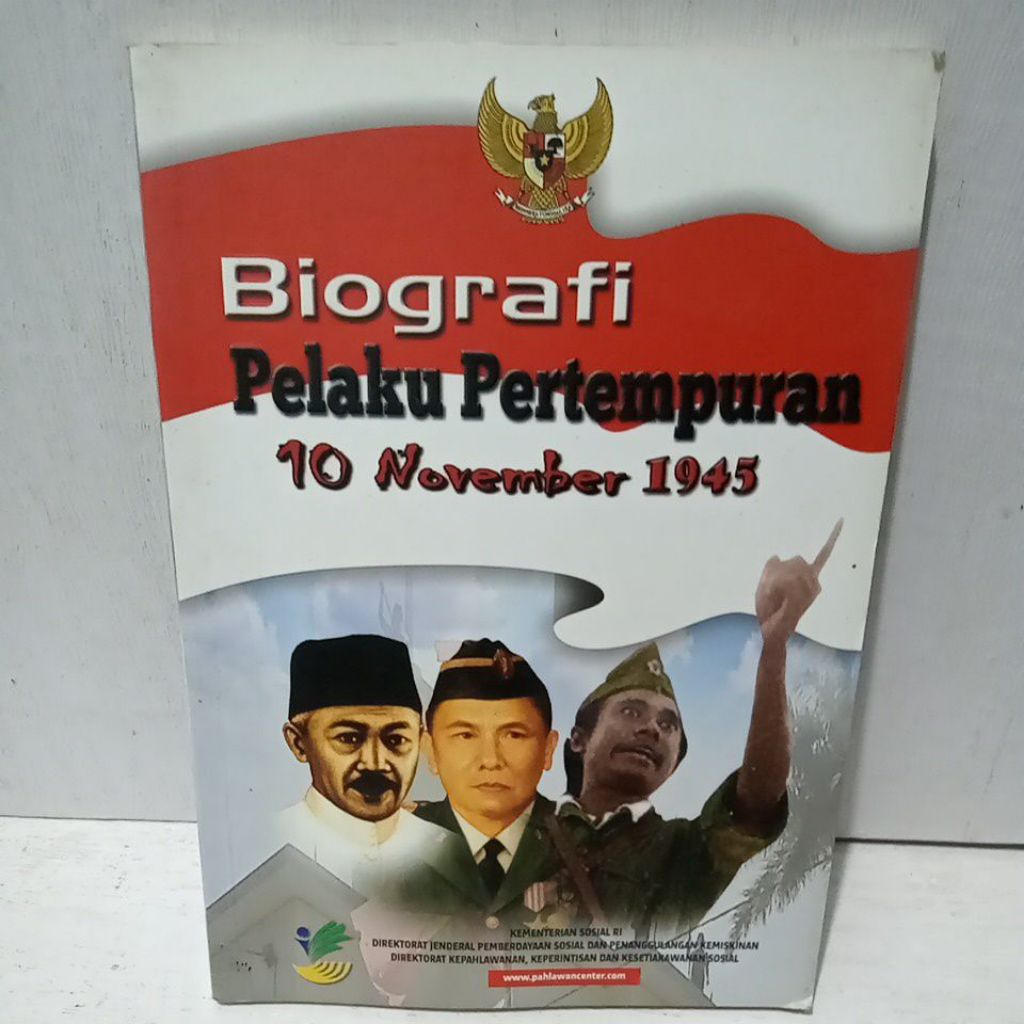 Biografi
Pelaku Pertempuran
10 November 1945
KEMENTERIAN SOSIAL RI
DIREKTORAT JENDERAL PEMBERDAYAAN SOSIAL DAN PENANGGULANGAN KEMISKINAN
DIREKTORAT KEPAHLAWANAN, KEPERINTISAN DAN KESETIAKAWANAN SOSIAL
www.pahlawancenter.com